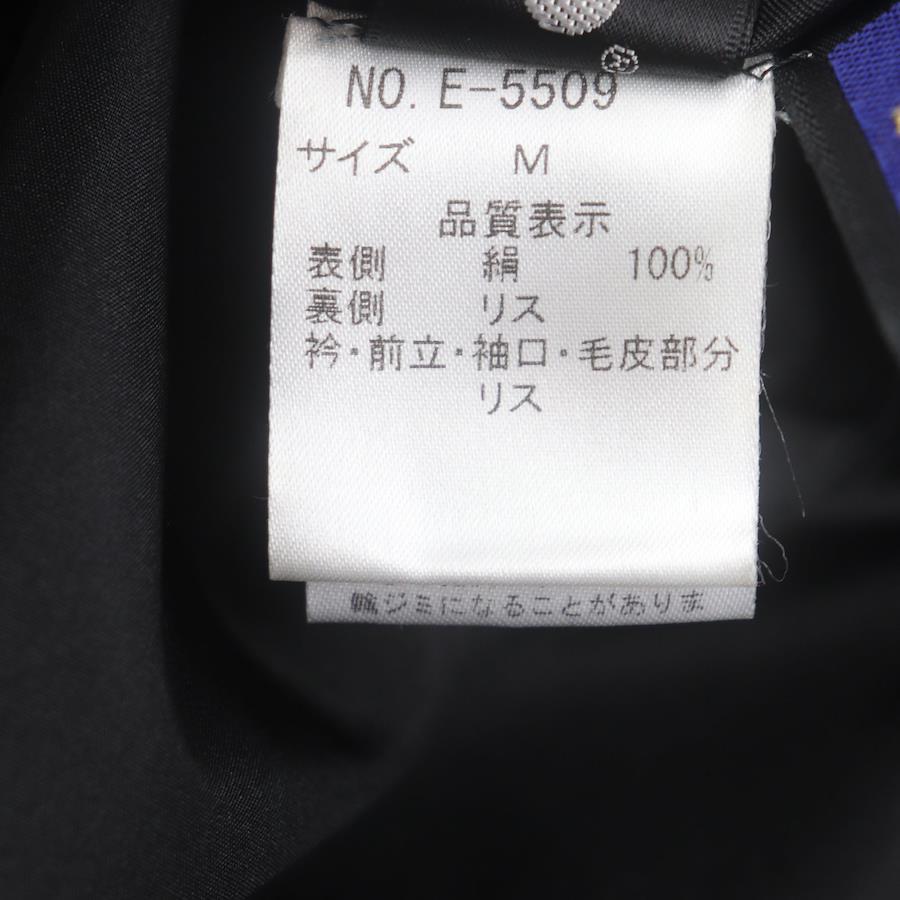 NO. E-5509
サイズ M
品質表示
表側 絹 100%
裏側 リス
衿・前立・袖口・毛皮部分
リス
輪ジミになることがありま